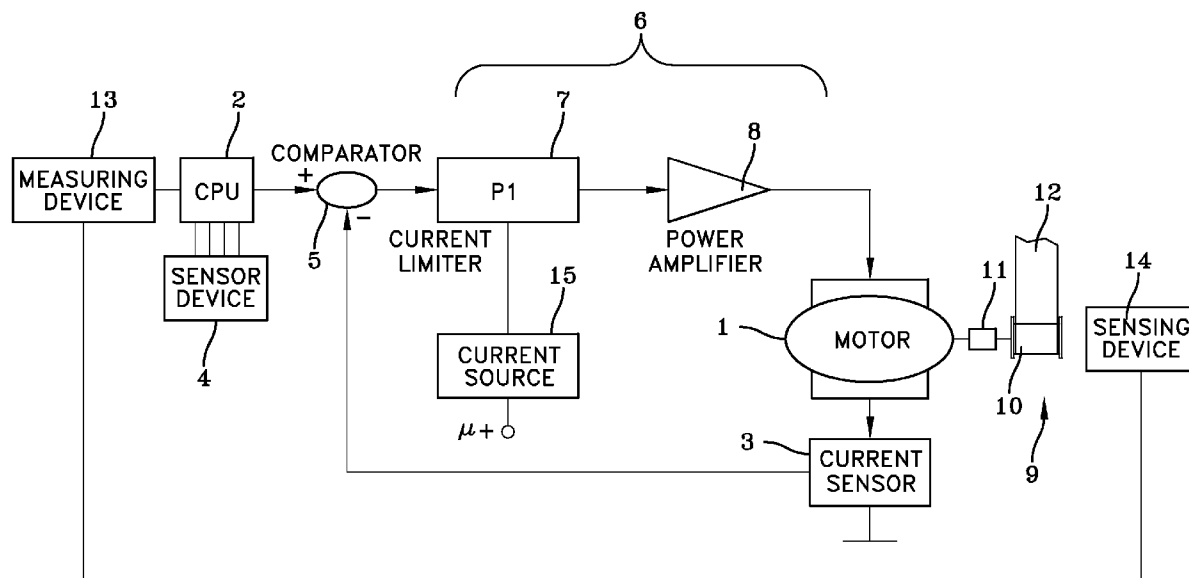 6
13
2
7
8
COMPARATOR
MEASURING
DEVICE
CPU
+
-
P1
5
CURRENT
LIMITER
POWER
AMPLIFIER
12
SENSOR
DEVICE
4
15
CURRENT
SOURCE
μ+
1
MOTOR
11
10
14
SENSING
DEVICE
9
3
CURRENT
SENSOR